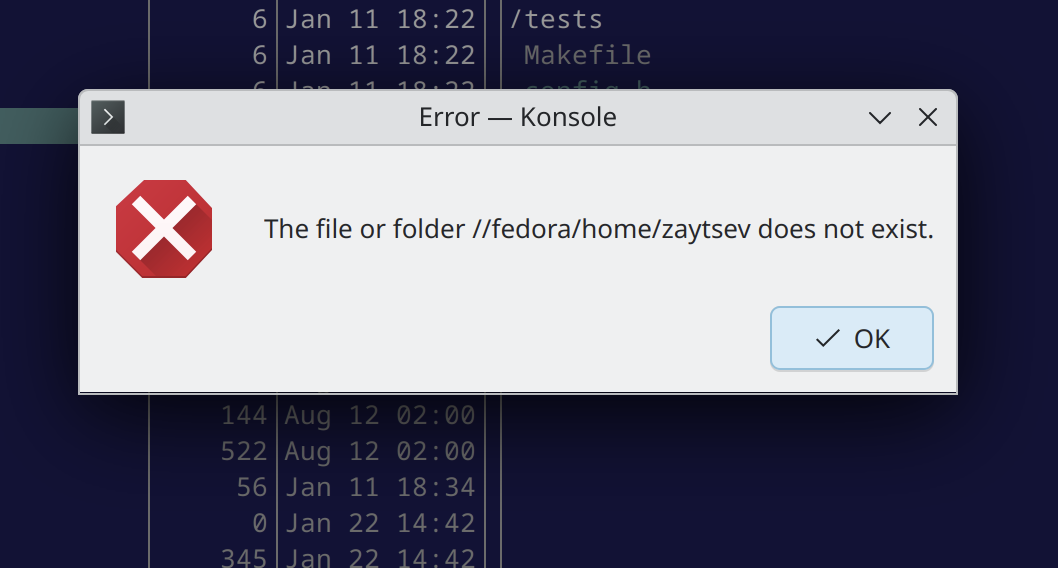 6 Jan 11 18:22 /tests
6 Jan 11 18:22 Makefile
6 Jan 11 18:22 config.h
Error — Konsole
The file or folder //fedora/home/zaytsev does not exist.
OK
144 Aug 12 02:00
522 Aug 12 02:00
56 Jan 11 18:34
0 Jan 22 14:42
345 Jan 22 14:42